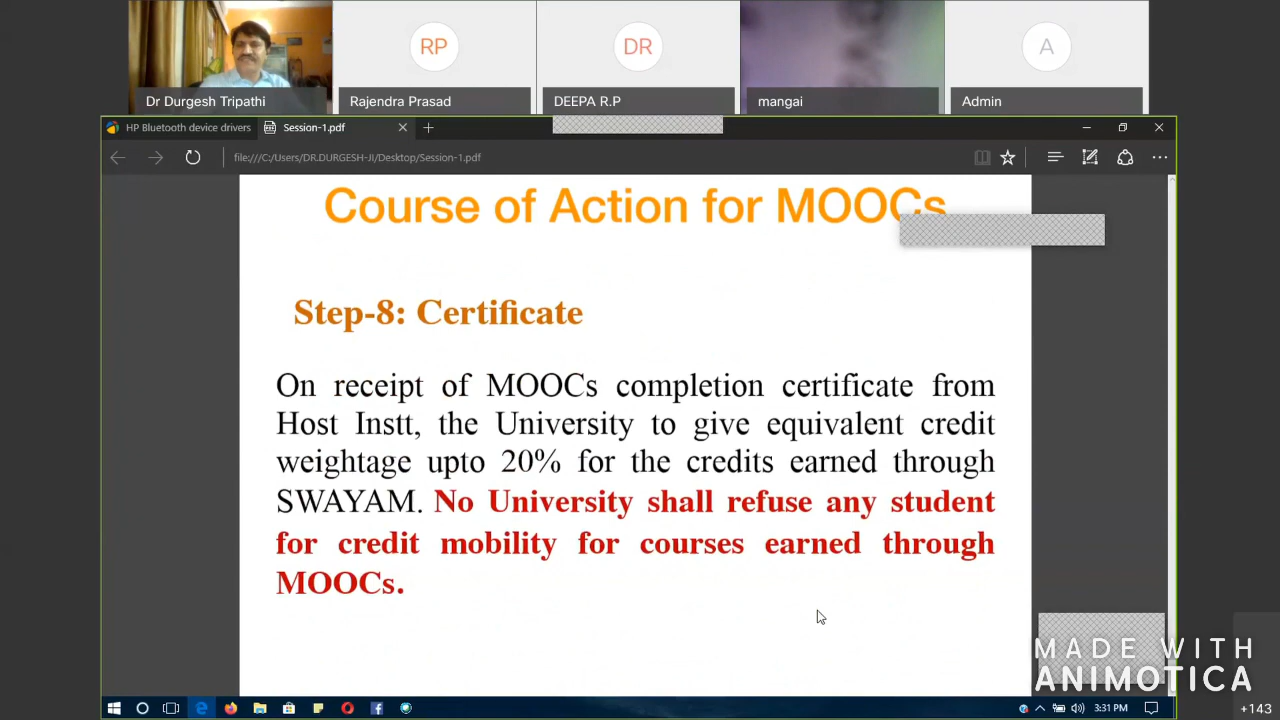 RP
DR
A
Dr Durgesh Tripathi
Rajendra Prasad
DEEPA R.P
mangai
Admin
HP Bluetooth device drivers
Session-1.pdf
file:///C:/Users/DR.DURGESH-JI/Desktop/Session-1.pdf
Course of Action for MOOCs
Step-8: Certificate
On receipt of MOOCs completion certificate from
Host Instt, the University to give equivalent credit
weightage upto 20% for the credits earned through
SWAYAM. No University shall refuse any student
for credit mobility for courses earned through
MOOCs.
MADE WITH
ANIMOTICA
3:31 PM
+143